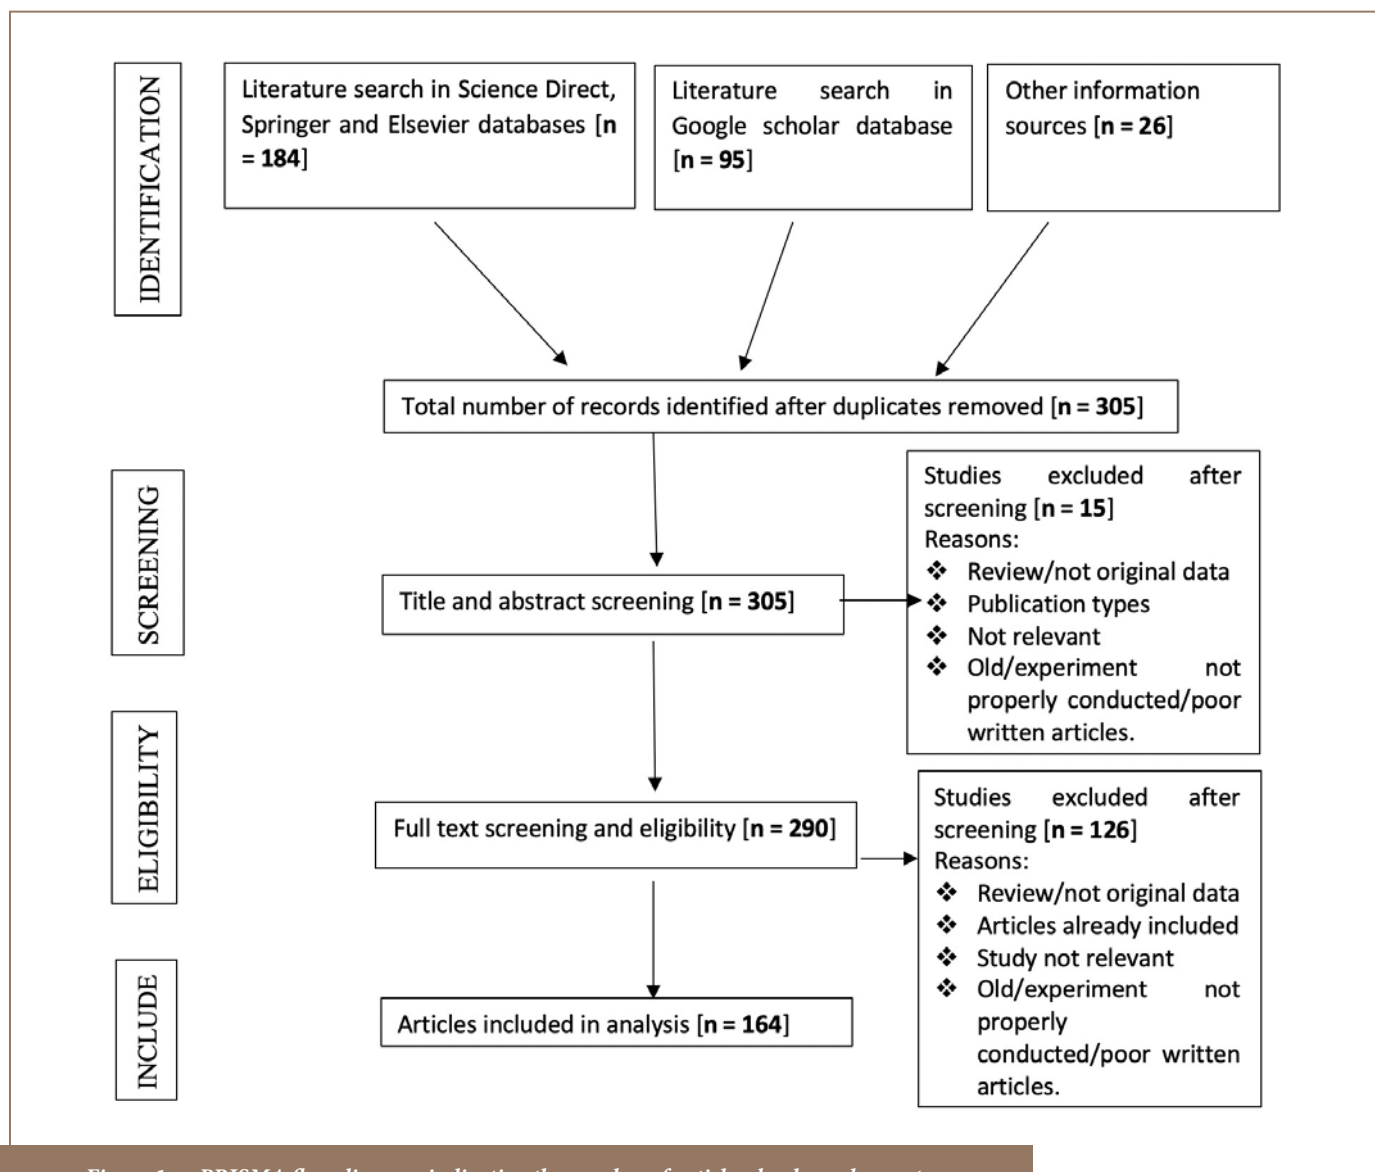 IDENTIFICATION
Literature search in Science Direct,
Springer and Elsevier databases [n
= 184]
Literature search in
Google scholar database
[n = 95]
Other information
sources [n = 26]
Total number of records identified after duplicates removed [n = 305]
SCREENING
Title and abstract screening [n = 305]
Studies excluded after
screening [n = 15]
Reasons:
❖ Review/not original data
❖ Publication types
❖ Not relevant
❖ Old/experiment not
properly conducted/poor
written articles.
ELIGIBILITY
Full text screening and eligibility [n = 290]
Studies excluded after
screening [n = 126]
Reasons:
❖ Review/not original data
❖ Articles already included
❖ Study not relevant
❖ Old/experiment not
properly
conducted/poor written
articles.
INCLUDE
Articles included in analysis [n = 164]